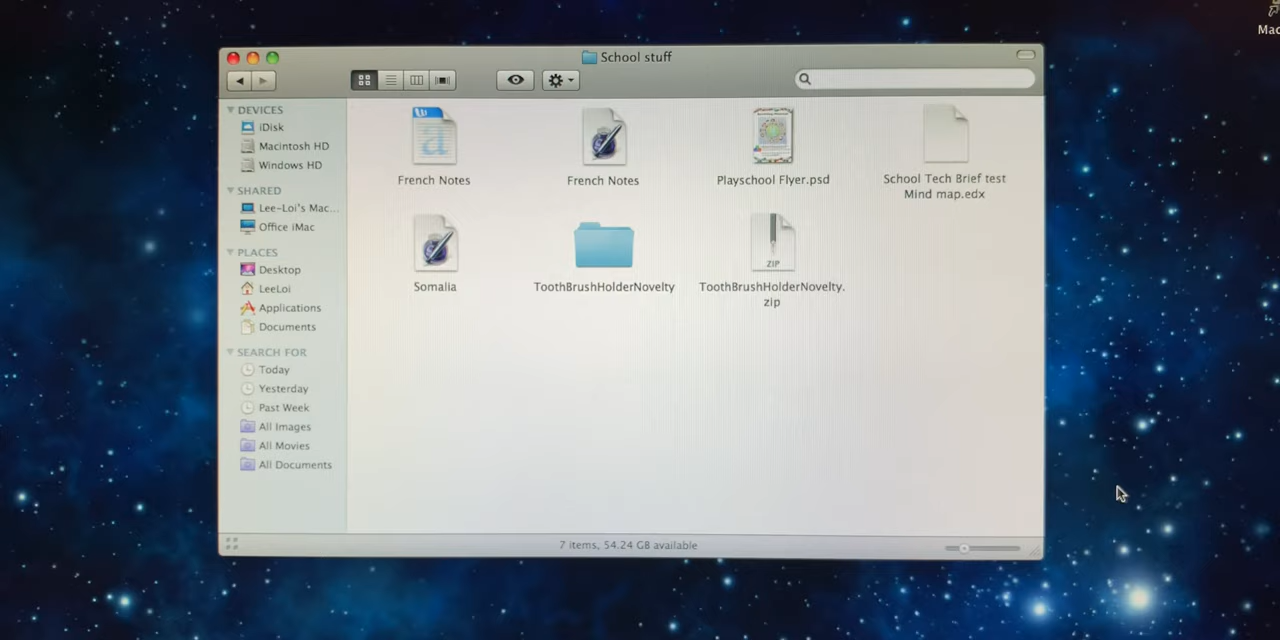 Mac
School stuff
DEVICES
iDisk
Macintosh HD
Windows HD
SHARED
Lee-Loi's Mac...
Office iMac
PLACES
Desktop
LeeLoi
Applications
Documents
SEARCH FOR
Today
Yesterday
Past Week
All Images
All Movies
All Documents
French Notes
French Notes
Playschool Flyer.psd
School Tech Brief test
Mind map.edx
Somalia
ToothBrushHolderNovelty
ZIP
ToothBrushHolderNovelty.
zip
7 items, 54.24 GB available